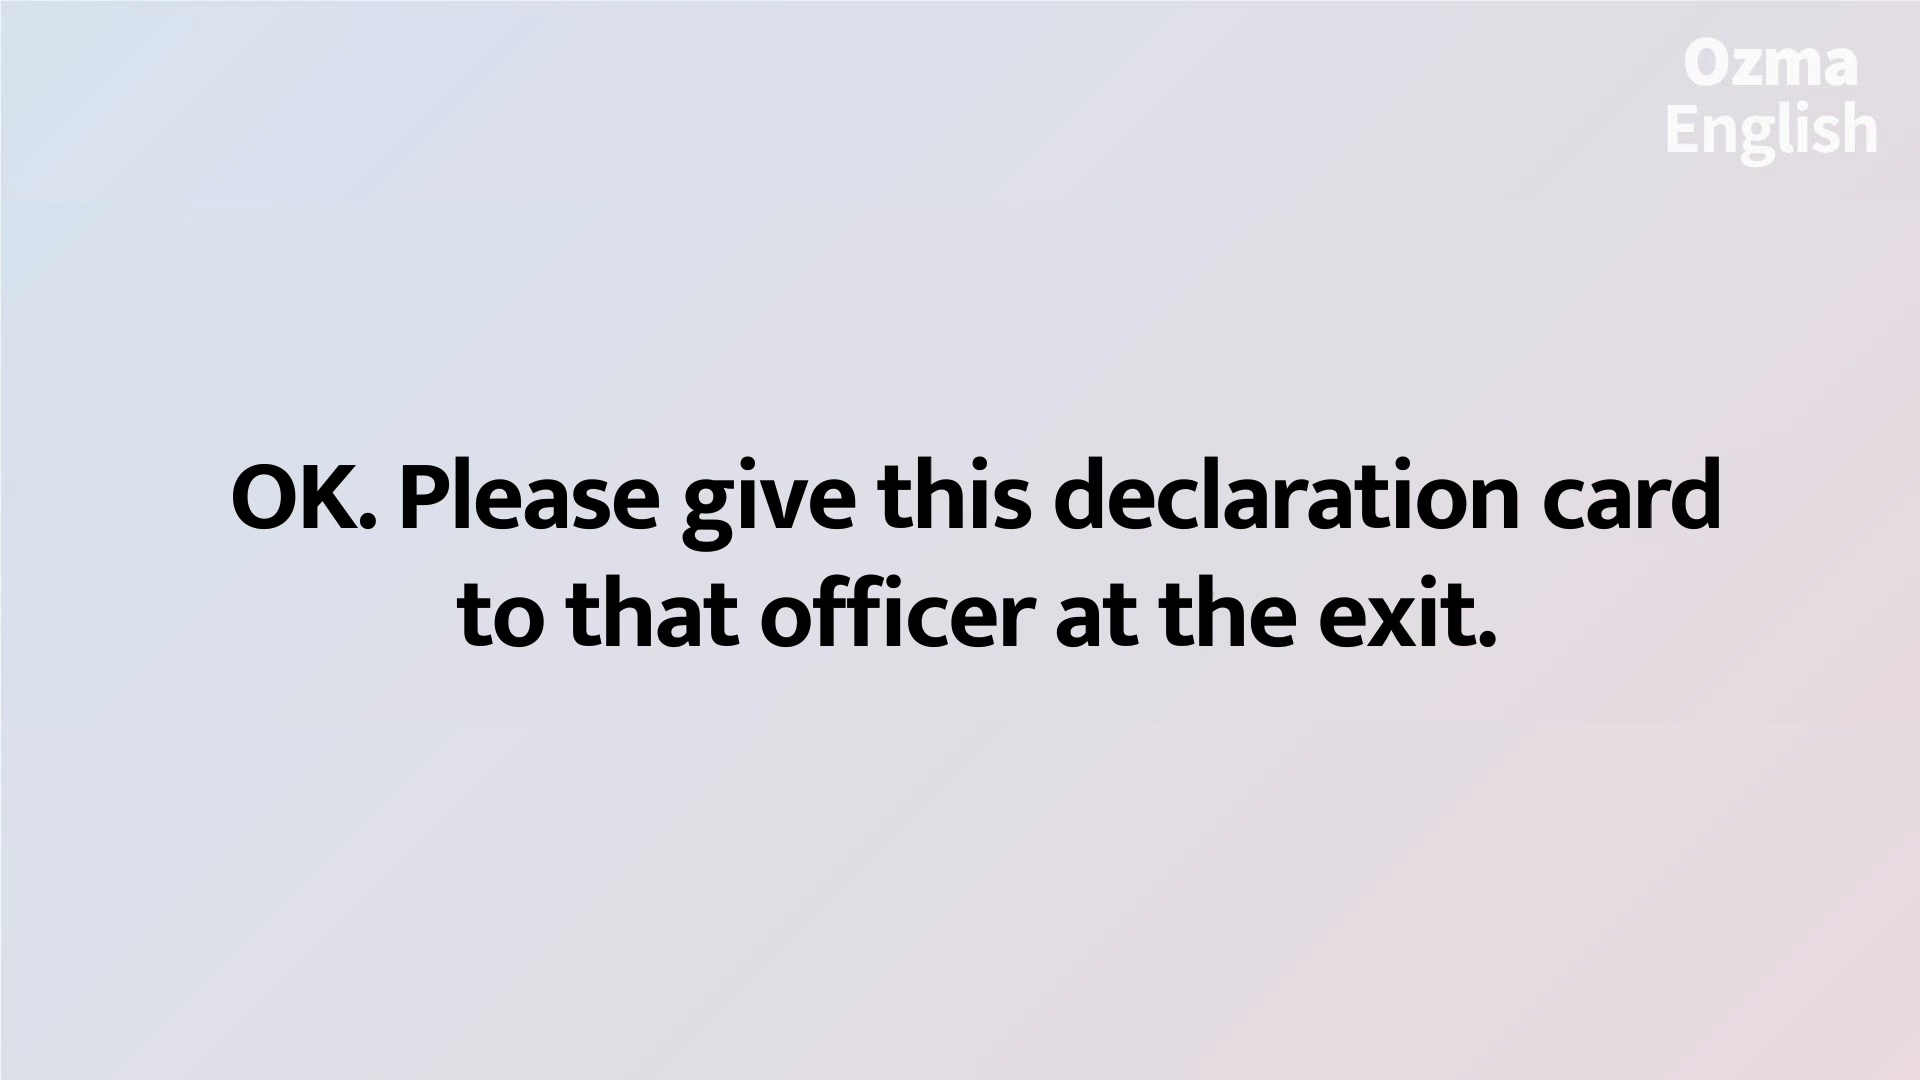 Ozma
English
OK. Please give this declaration card
to that officer at the exit.